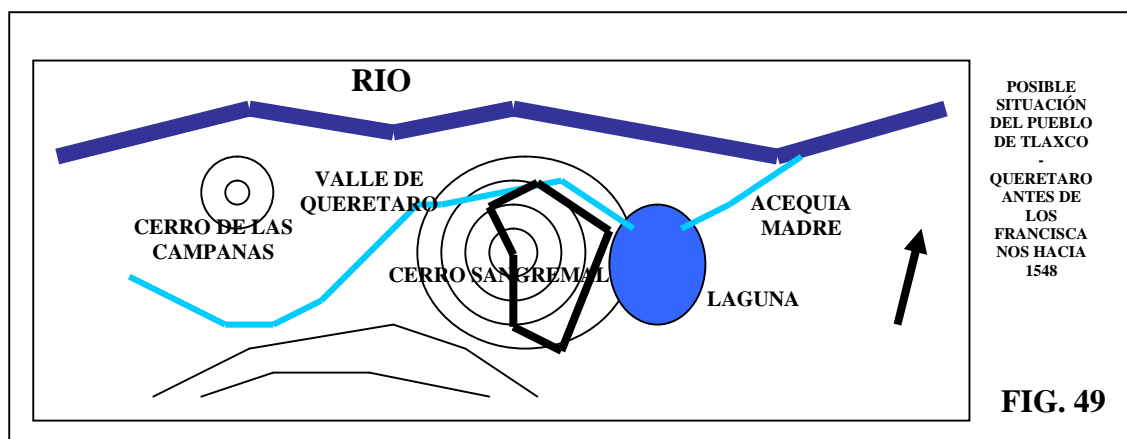 RIO
VALLE DE
QUERETARO
CERRO DE LAS
CAMPANAS
CERRO SANGREMAL
ACEQUIA
MADRE
LAGUNA
POSIBLE
SITUACIÓN
DEL PUEBLO
DE TLAXCO
-
QUERETARO
ANTES DE
LOS
FRANCISCA
NOS HACIA
1548
FIG. 49